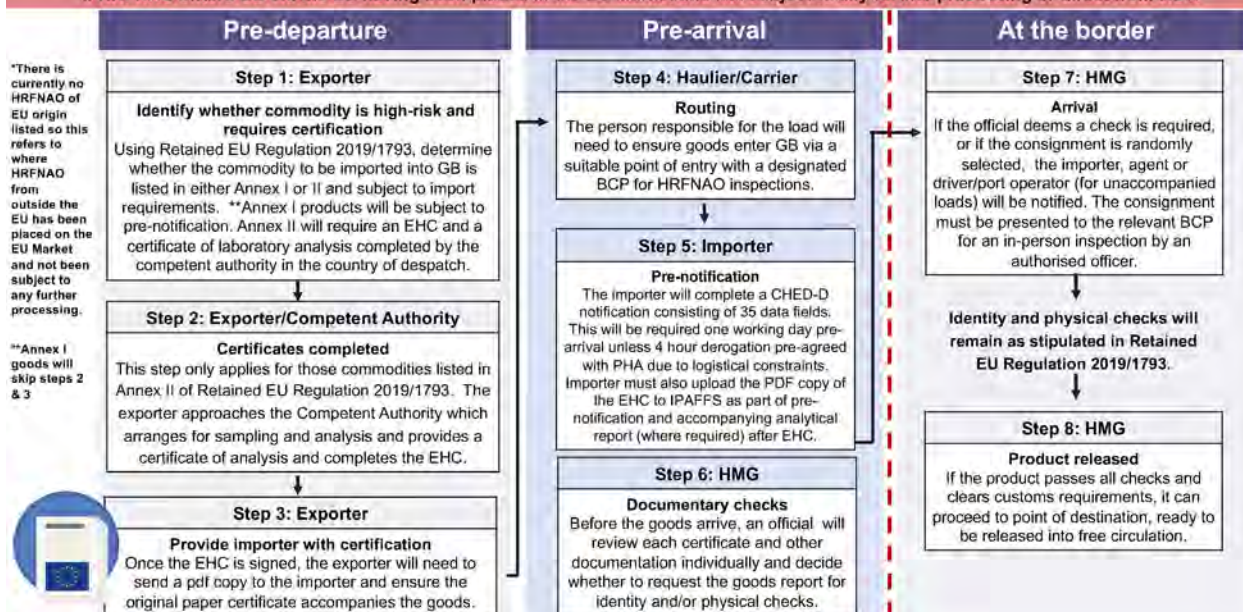 Pre-departure
*There is
currently no
HRFNAO of
EU origin
listed so this
refers to
where
HRFNAO
from
outside the
EU has been
placed on the
EU Market
and not been
subject to
any further
processing.
**Annex I
goods will
skip steps 2
& 3
Step 1: Exporter
Identify whether commodity is high-risk and
requires certification
Using Retained EU Regulation 2019/1793, determine
whether the commodity to be imported into GB is
listed in either Annex I or II and subject to import
requirements. **Annex I products will be subject to
pre-notification. Annex II will require an EHC and a
certificate of laboratory analysis completed by the
competent authority in the country of despatch.
Step 2: Exporter/Competent Authority
Certificates completed
This step only applies for those commodities listed in
Annex II of Retained EU Regulation 2019/1793. The
exporter approaches the Competent Authority which
arranges for sampling and analysis and provides a
certificate of analysis and completes the EHC.
Step 3: Exporter
Provide importer with certification
Once the EHC is signed, the exporter will need to
send a pdf copy to the importer and ensure the
original paper certificate accompanies the goods.
Pre-arrival
Step 4: Haulier/Carrier
Routing
The person responsible for the load will
need to ensure goods enter GB via a
suitable point of entry with a designated
BCP for HRFNAO inspections.
Step 5: Importer
Pre-notification
The importer will complete a CHED-D
notification consisting of 35 data fields.
This will be required one working day pre-
arrival unless 4 hour derogation pre-agreed
with PHA due to logistical constraints.
Importer must also upload the PDF copy of
the EHC to IPAFFS as part of pre-
notification and accompanying analytical
report (where required) after EHC.
Step 6: HMG
Documentary checks
Before the goods arrive, an official will
review each certificate and other
documentation individually and decide
whether to request the goods report for
identity and/or physical checks.
At the border
Step 7: HMG
Arrival
If the official deems a check is required,
or if the consignment is randomly
selected, the importer, agent or
driver/port operator (for unaccompanied
loads) will be notified. The consignment
must be presented to the relevant BCP
for an in-person inspection by an
authorised officer.
Identity and physical checks will
remain as stipulated in Retained
EU Regulation 2019/1793.
Step 8: HMG
Product released
If the product passes all checks and
clears customs requirements, it can
proceed to point of destination, ready to
be released into free circulation.